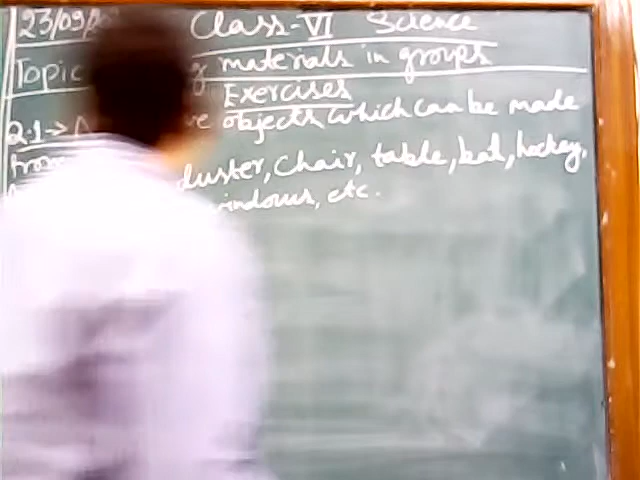 23/09/ Class-VI Science
Topic materials in groups
Exercises
Q.1→ objects which can be made
from duster, chair, table, bat, hockey,
windows, etc.